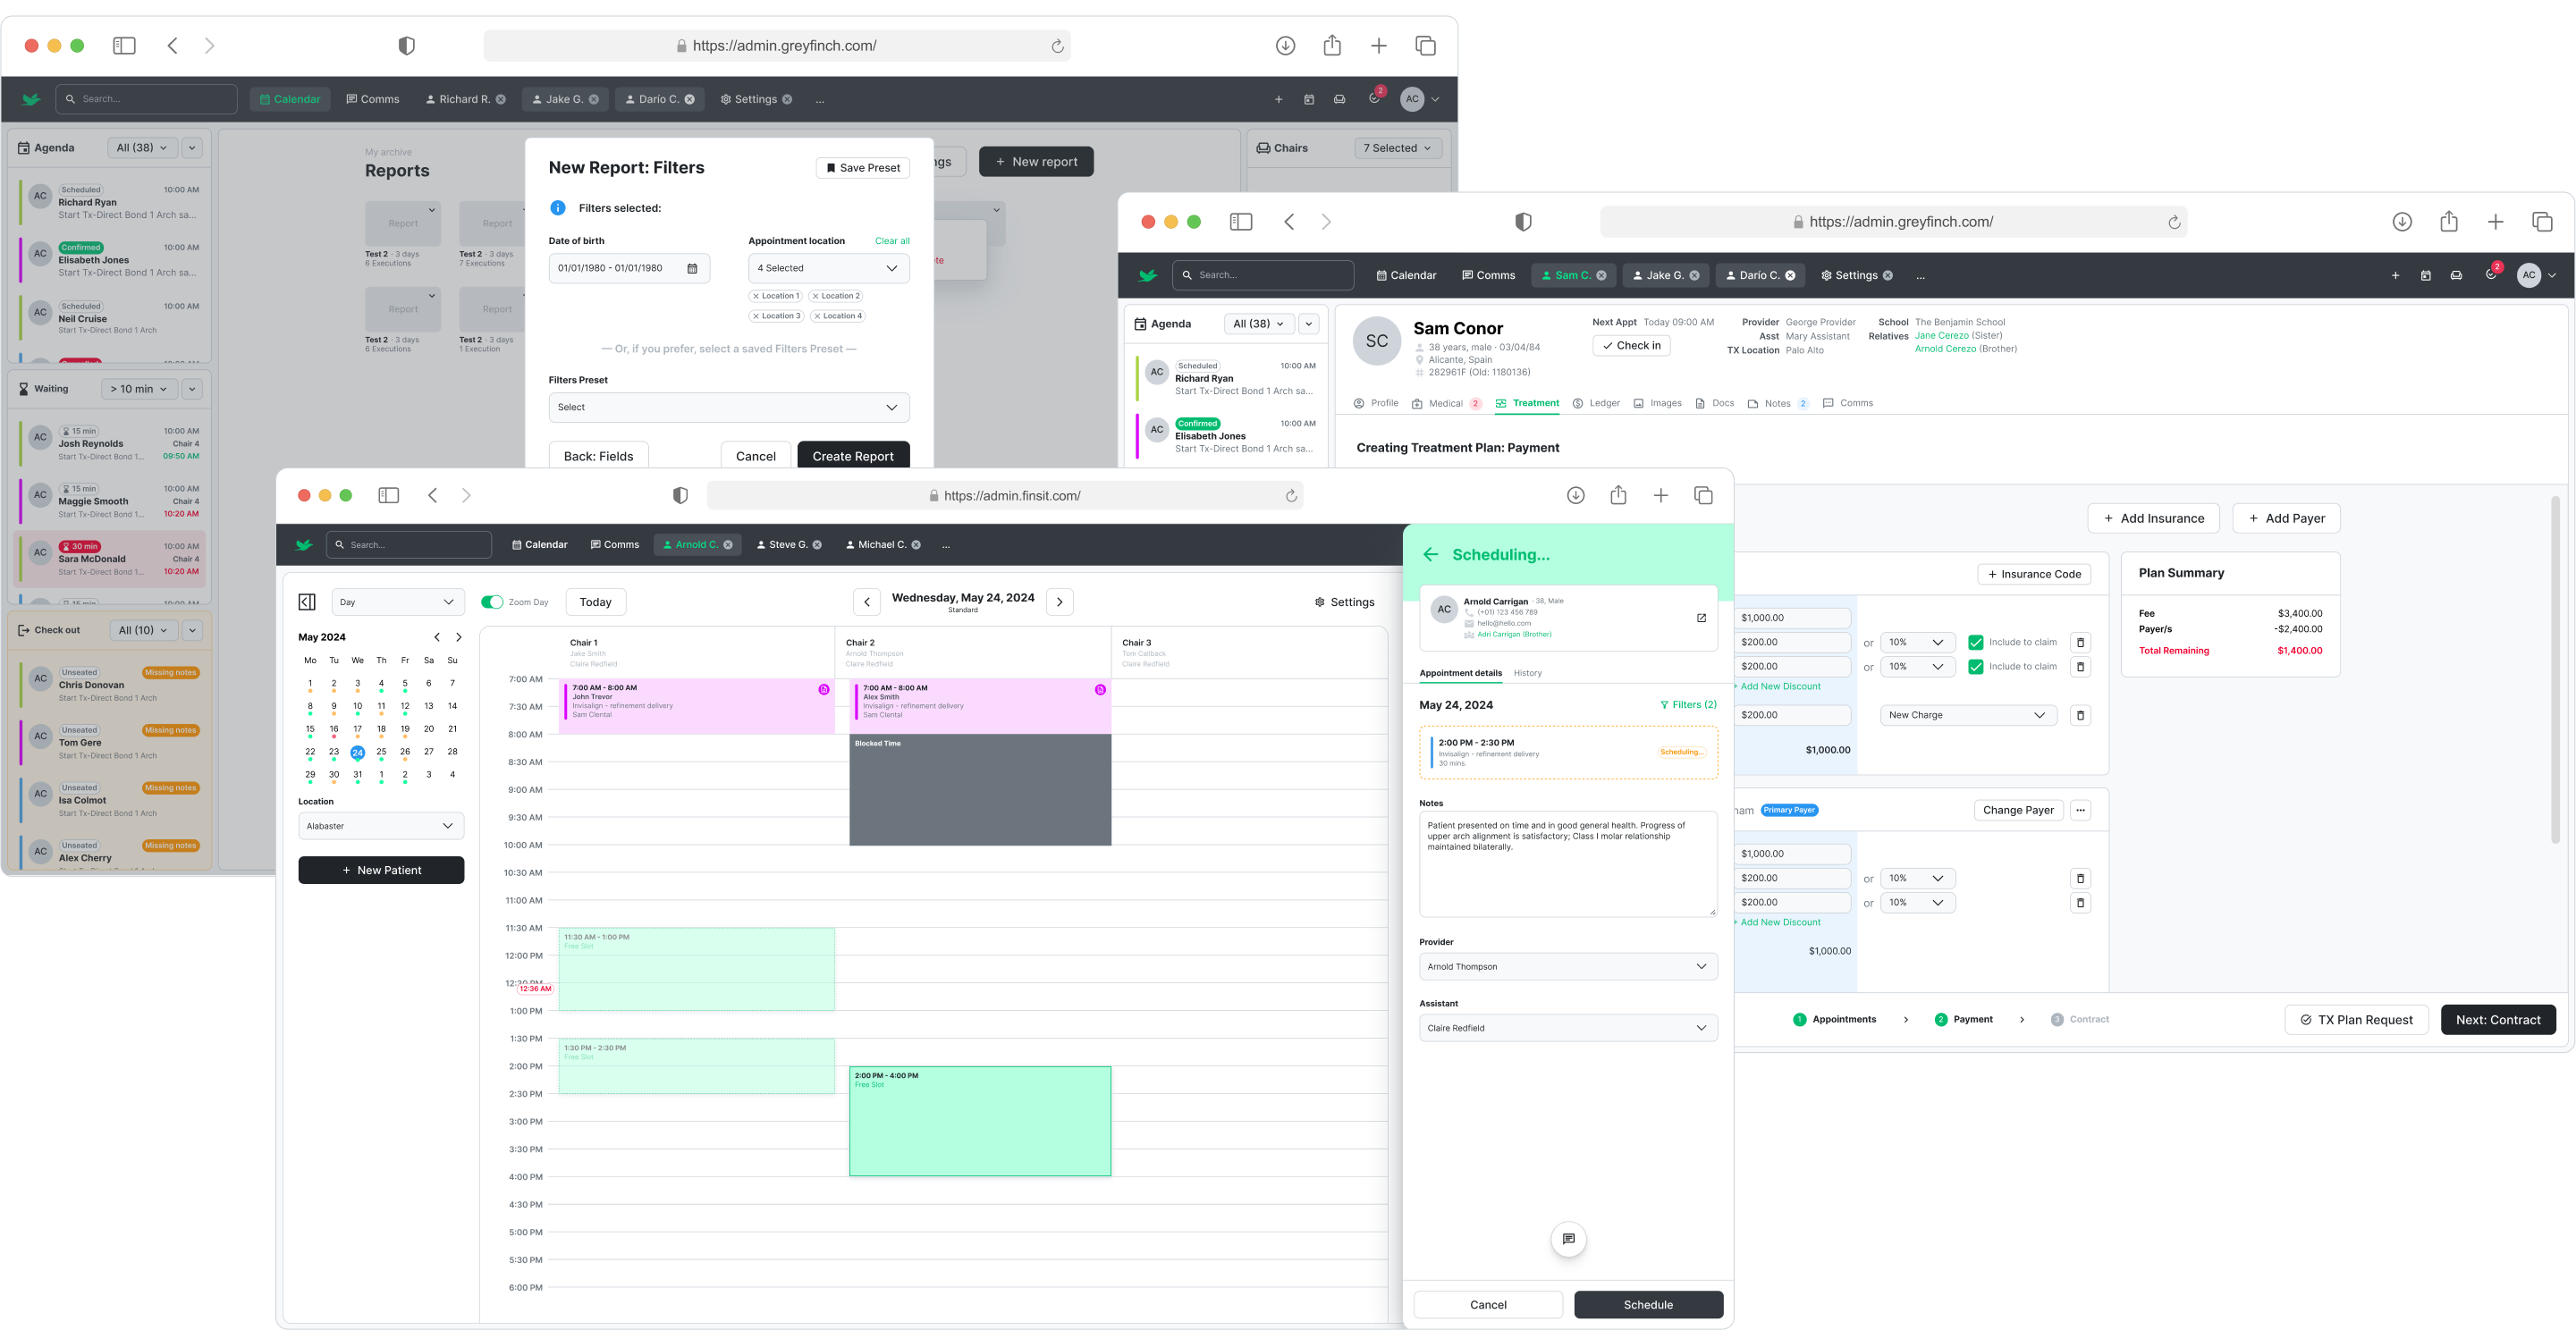 https://admin.greyfinch.com/
Search...
Calendar
Comms
Richard R.
Jake G.
Darío C.
Settings
...
2
AC
Agenda
All (38)
AC
Scheduled
10:00 AM
Richard Ryan
Start Tx-Direct Bond 1 Arch sa...
AC
Confirmed
10:00 AM
Elisabeth Jones
Start Tx-Direct Bond 1 Arch sa...
AC
Scheduled
10:00 AM
Neil Cruise
Start Tx-Direct Bond 1 Arch
Waiting
> 10 min
AC
15 min
10:00 AM
Josh Reynolds
Chair 4
Start Tx-Direct Bond 1...
09:50 AM
AC
15 min
10:00 AM
Maggie Smooth
Chair 4
Start Tx-Direct Bond 1...
10:20 AM
AC
30 min
10:00 AM
Sara McDonald
Chair 4
Start Tx-Direct Bond 1...
10:20 AM
15 min
10:00 AM
Check out
All (10)
AC
Unseated
Missing notes
Chris Donovan
Start Tx-Direct Bond 1 Arch
AC
Unseated
Missing notes
Tom Gere
Start Tx-Direct Bond 1 Arch
AC
Unseated
Missing notes
Isa Colmot
Start Tx-Direct Bond 1 Arch
AC
Unseated
Missing notes
Alex Cherry
My archive
Reports
ngs
+ New report
Report
Test 2 · 3 days
6 Executions
Report
Test 2 · 3 days
7 Executions
Report
Test 2 · 3 days
6 Executions
Report
Test 2 · 3 days
1 Execution
te
Chairs
7 Selected
New Report: Filters
Save Preset
Filters selected:
Date of birth
01/01/1980 - 01/01/1980
Appointment location
Clear all
4 Selected
Location 1
Location 2
Location 3
Location 4
— Or, if you prefer, select a saved Filters Preset —
Filters Preset
Select
Back: Fields
Cancel
Create Report
https://admin.greyfinch.com/
Search...
Calendar
Comms
Sam C.
Jake G.
Darío C.
Settings
...
2
AC
Agenda
All (38)
AC
Scheduled
10:00 AM
Richard Ryan
Start Tx-Direct Bond 1 Arch sa...
AC
Confirmed
10:00 AM
Elisabeth Jones
Start Tx-Direct Bond 1 Arch sa...
SC
Sam Conor
38 years, male · 03/04/84
Alicante, Spain
282961F (Old: 1180136)
Next Appt Today 09:00 AM
Check in
Provider George Provider
Asst Mary Assistant
TX Location Palo Alto
School The Benjamin School
Relatives Jane Cerezo (Sister)
Arnold Cerezo (Brother)
Profile
Medical 2
Treatment
Ledger
Images
Docs
Notes 2
Comms
Creating Treatment Plan: Payment
+ Add Insurance
+ Add Payer
+ Insurance Code
$1,000.00
$200.00
or
10%
Include to claim
$200.00
or
10%
Include to claim
+ Add New Discount
$200.00
New Charge
$1,000.00
Plan Summary
Fee $3,400.00
Payer/s -$2,400.00
Total Remaining $1,400.00
ham
Primary Payer
Change Payer
...
$1,000.00
$200.00
or
10%
$200.00
or
10%
+ Add New Discount
$1,000.00
1 Appointments
2 Payment
3 Contract
TX Plan Request
Next: Contract
https://admin.finsit.com/
Search...
Calendar
Comms
Arnold C.
Steve G.
Michael C.
...
Day
Zoom Day
Today
Wednesday, May 24, 2024
Standard
Settings
May 2024
Mo Tu We Th Fr Sa Su
1 2 3 4 5 6 7
8 9 10 11 12 13 14
15 16 17 18 19 20 21
22 23 24 25 26 27 28
29 30 31 1 2 3 4
Location
Alabaster
+ New Patient
Chair 1
Jake Smith
Claire Redfield
Chair 2
Arnold Thompson
Claire Redfield
Chair 3
Tom Callback
Claire Redfield
7:00 AM
7:30 AM
8:00 AM
8:30 AM
9:00 AM
9:30 AM
10:00 AM
10:30 AM
11:00 AM
11:30 AM
12:00 PM
12:30 PM
12:36 AM
1:00 PM
1:30 PM
2:00 PM
2:30 PM
3:00 PM
3:30 PM
4:00 PM
4:30 PM
5:00 PM
5:30 PM
6:00 PM
7:00 AM - 8:00 AM
John Trevor
Invisalign - refinement delivery
Sam Clental
7:00 AM - 8:00 AM
Alex Smith
Invisalign - refinement delivery
Sam Clental
Blocked Time
11:30 AM - 1:00 PM
Free Slot
1:30 PM - 2:30 PM
Free Slot
2:00 PM - 4:00 PM
Free Slot
Scheduling...
AC
Arnold Carrigan · 38, Male
(+01) 123 456 789
hello@hello.com
Adri Carrigan (Brother)
Appointment details
History
May 24, 2024
Filters (2)
2:00 PM - 2:30 PM
Invisalign - refinement delivery
30 mins.
Scheduling...
Notes
Patient presented on time and in good general health. Progress of
upper arch alignment is satisfactory; Class I molar relationship
maintained bilaterally.
Provider
Arnold Thompson
Assistant
Claire Redfield
Cancel
Schedule